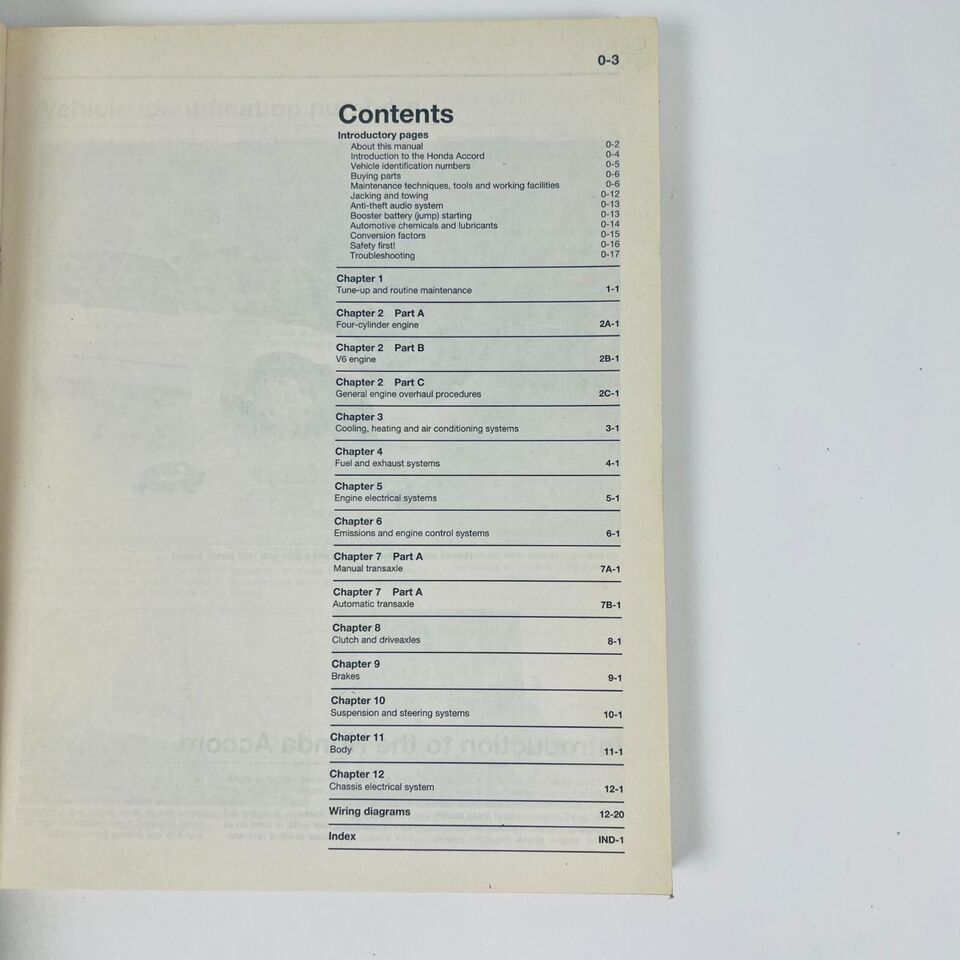 0-3
Contents
Introductory pages
About this manual 0-2
Introduction to the Honda Accord 0-4
Vehicle identification numbers 0-5
Buying parts 0-6
Maintenance techniques, tools and working facilities 0-6
Jacking and towing 0-12
Anti-theft audio system 0-13
Booster battery (jump) starting 0-13
Automotive chemicals and lubricants 0-14
Conversion factors 0-15
Safety first! 0-16
Troubleshooting 0-17
Chapter 1
Tune-up and routine maintenance 1-1
Chapter 2 Part A
Four-cylinder engine 2A-1
Chapter 2 Part B
V6 engine 2B-1
Chapter 2 Part C
General engine overhaul procedures 2C-1
Chapter 3
Cooling, heating and air conditioning systems 3-1
Chapter 4
Fuel and exhaust systems 4-1
Chapter 5
Engine electrical systems 5-1
Chapter 6
Emissions and engine control systems 6-1
Chapter 7 Part A
Manual transaxle 7A-1
Chapter 7 Part A
Automatic transaxle 7B-1
Chapter 8
Clutch and driveaxles 8-1
Chapter 9
Brakes 9-1
Chapter 10
Suspension and steering systems 10-1
Chapter 11
Body 11-1
Chapter 12
Chassis electrical system 12-1
Wiring diagrams 12-20
Index IND-1